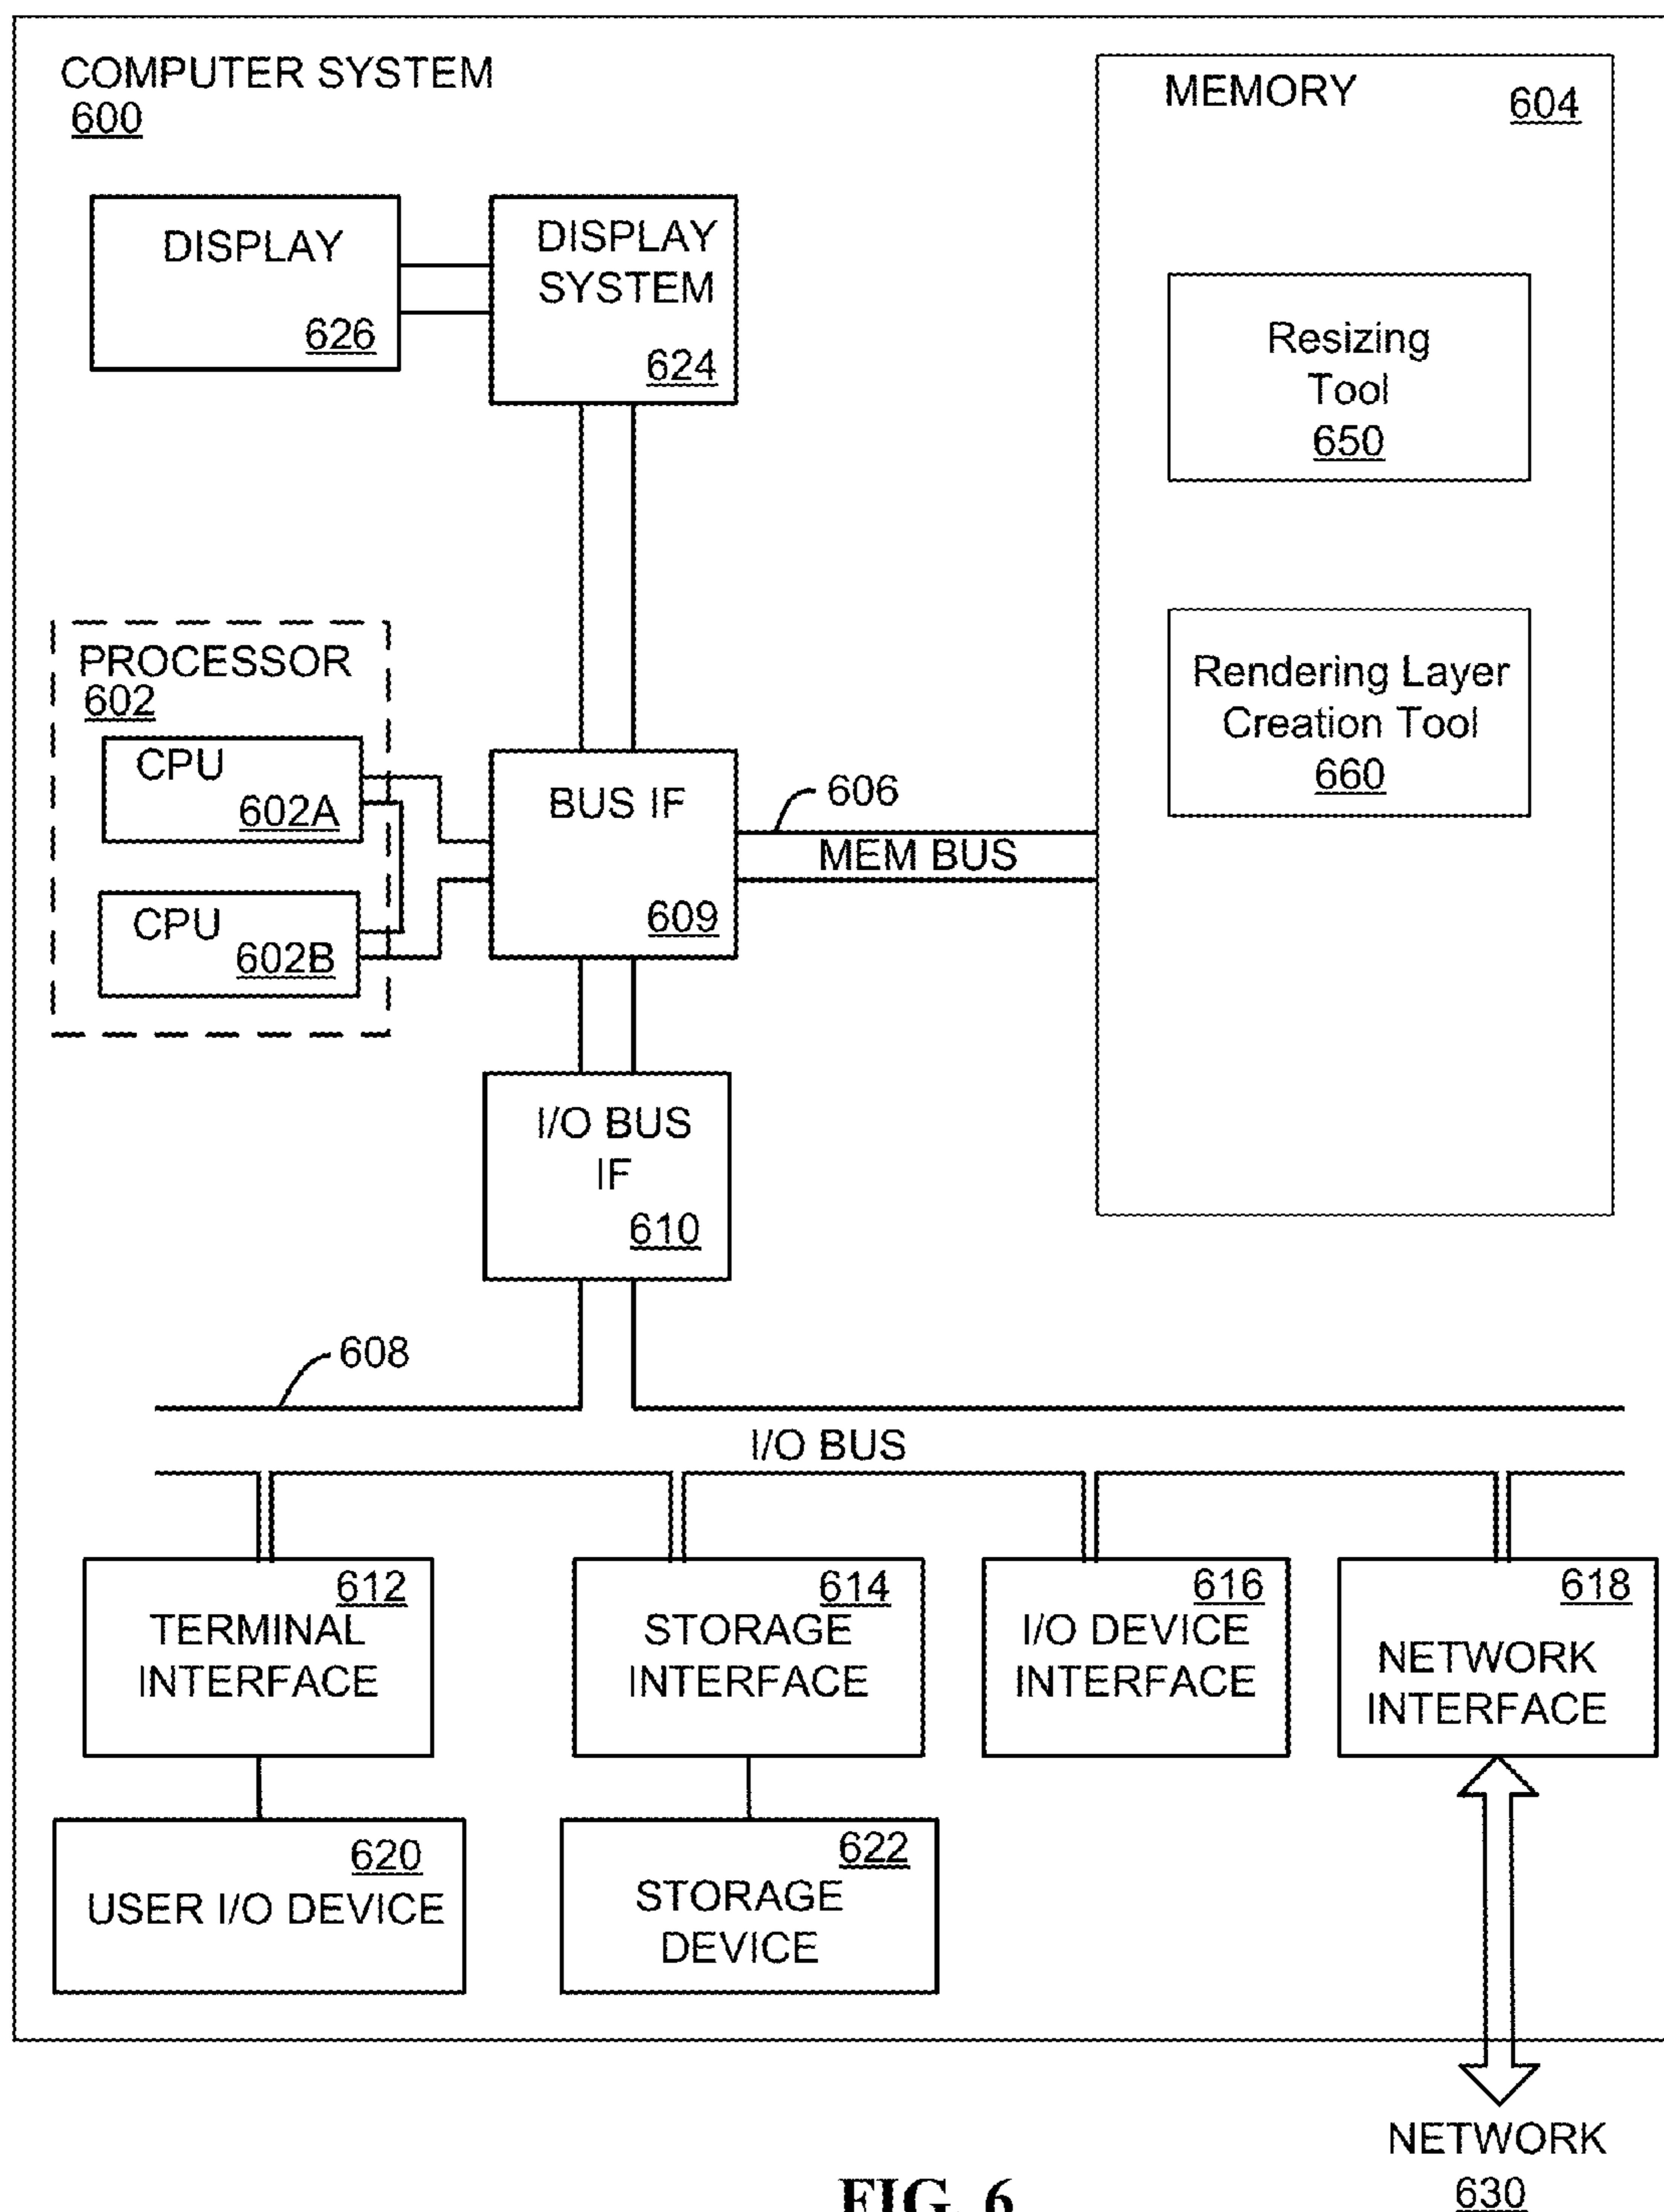 COMPUTER SYSTEM
600
MEMORY
604
DISPLAY
626
DISPLAY
SYSTEM
624
Resizing
Tool
650
PROCESSOR
602
CPU
602A
CPU
602B
BUS IF
609
606
MEM BUS
Rendering Layer
Creation Tool
660
I/O BUS
IF
610
608
I/O BUS
612
TERMINAL
INTERFACE
614
STORAGE
INTERFACE
616
I/O DEVICE
INTERFACE
618
NETWORK
INTERFACE
620
USER I/O DEVICE
622
STORAGE
DEVICE
NETWORK
630
FIG. 6